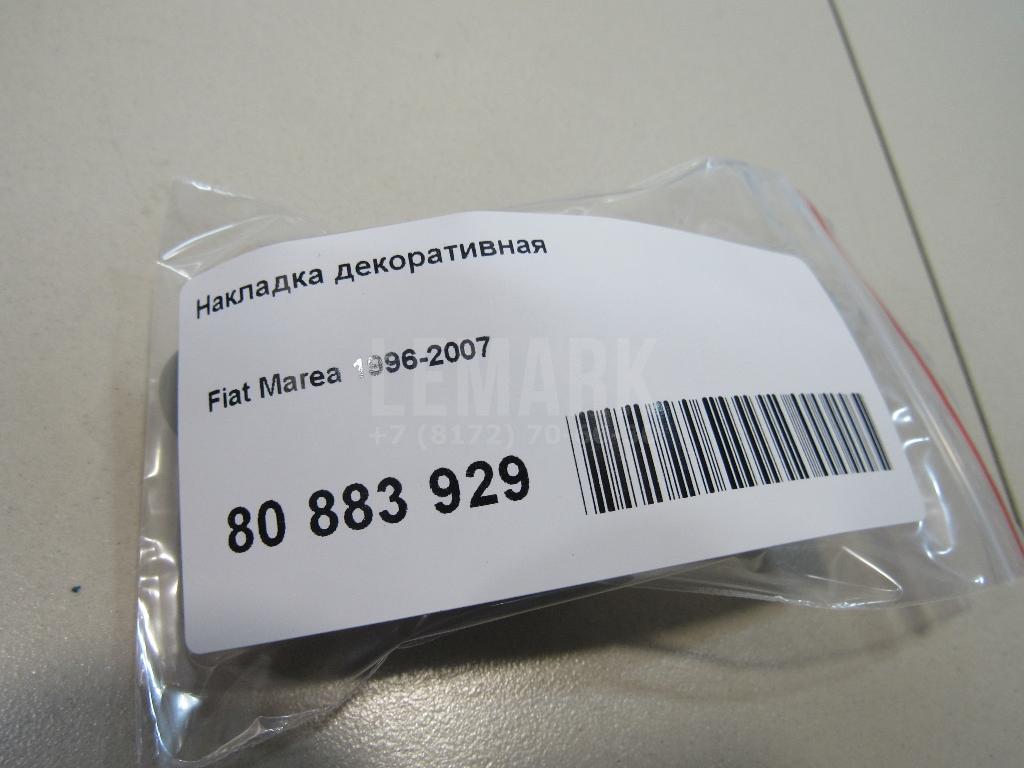 Накладка декоративная
Fiat Marea 1996-2007
LEMARK
+7 (8172) 70-
80 883 929